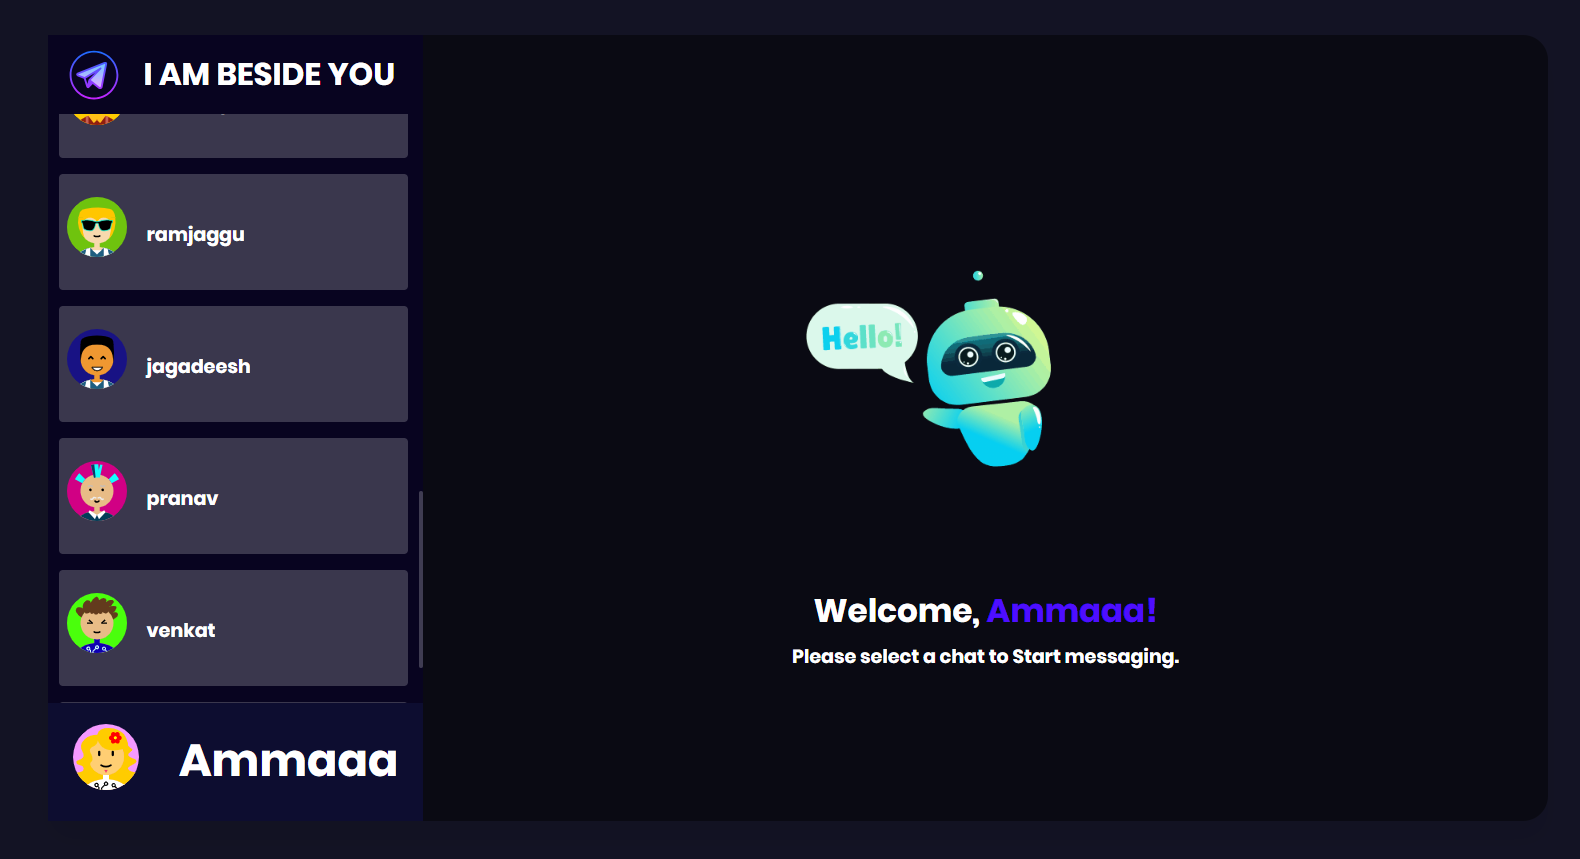 I AM BESIDE YOU
ramjaggu
jagadeesh
pranav
venkat
Ammaaa
Hello!
Welcome, Ammaaa!
Please select a chat to Start messaging.